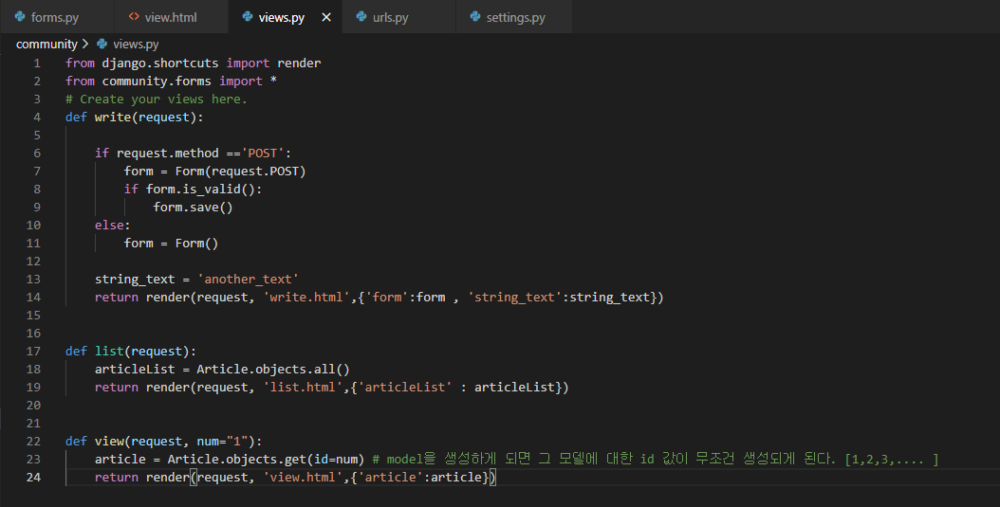 forms.py view.html views.py urls.py settings.py
community > views.py
1 from django.shortcuts import render
2 from community.forms import *
3 # Create your views here.
4 def write(request):
5
6     if request.method =='POST':
7         form = Form(request.POST)
8         if form.is_valid():
9             form.save()
10     else:
11         form = Form()
12
13     string_text = 'another_text'
14     return render(request, 'write.html',{'form':form , 'string_text':string_text})
15
16
17 def list(request):
18     articleList = Article.objects.all()
19     return render(request, 'list.html',{'articleList' : articleList})
20
21
22 def view(request, num="1"):
23     article = Article.objects.get(id=num) # model을 생성하게 되면 그 모델에 대한 id 값이 무조건 생성되게 된다. [1,2,3,.... ]
24     return render(request, 'view.html',{'article':article})